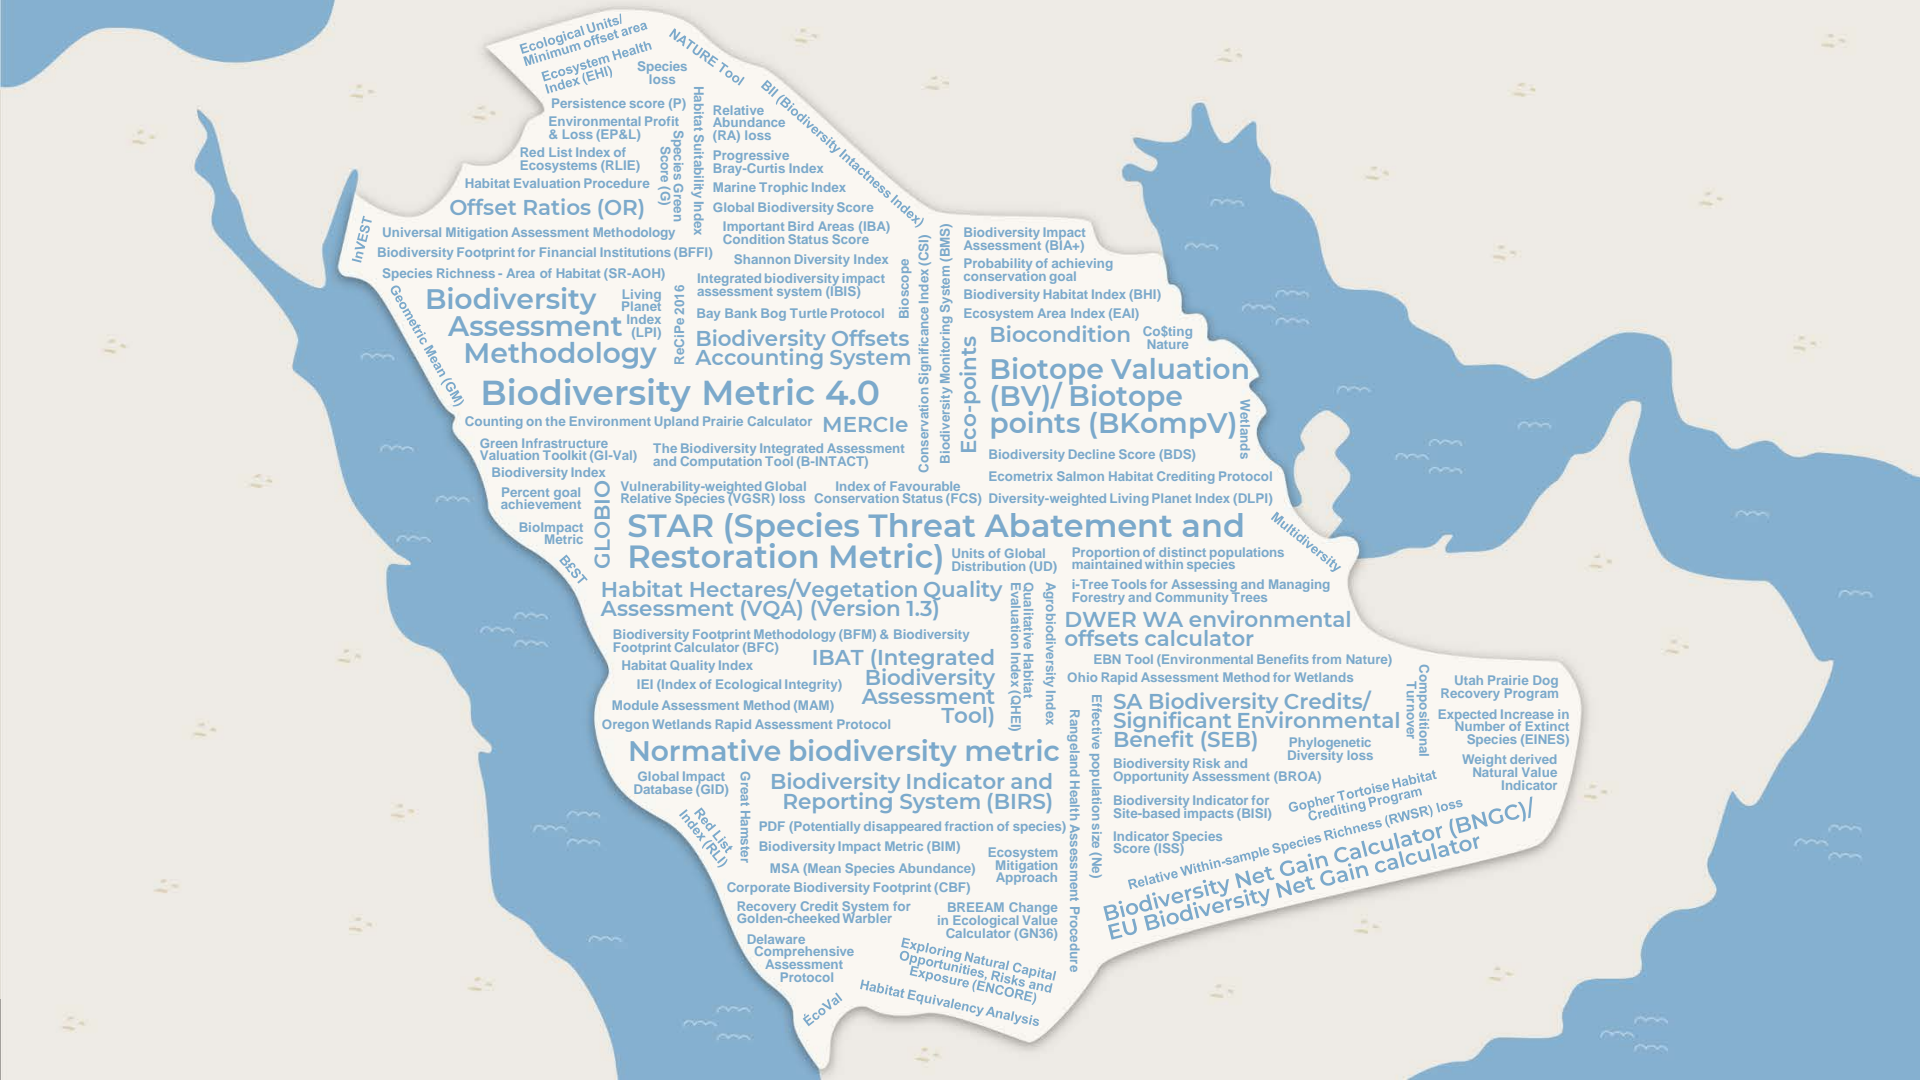 Ecological Units/
Minimum offset area
NATURE Tool
Ecosystem Health
Index (EHI)
Species
loss
BII (Biodiversity Intactness Index)
Persistence score (P)
Habitat Suitability Index
Relative
Abundance
(RA) loss
Environmental Profit
& Loss (EP&L)
Species Green
Score (G)
Red List Index of
Ecosystems (RLIE)
Progressive
Bray-Curtis Index
Habitat Evaluation Procedure
Marine Trophic Index
Offset Ratios (OR)
Global Biodiversity Score
InVEST
Universal Mitigation Assessment Methodology
Important Bird Areas (IBA)
Condition Status Score
Biodiversity Footprint for Financial Institutions (BFFI)
Shannon Diversity Index
Species Richness - Area of Habitat (SR-AOH)
Integrated biodiversity impact
assessment system (IBIS)
Bioscope
Conservation Significance Index (CSI)
Biodiversity Monitoring System (BMS)
Biodiversity Impact
Assessment (BIA+)
Probability of achieving
conservation goal
Biodiversity Habitat Index (BHI)
Ecosystem Area Index (EAI)
Geometric Mean (GM)
Biodiversity
Assessment
Methodology
Living
Planet
Index
(LPI)
ReCiPe 2016
Bay Bank Bog Turtle Protocol
Biodiversity Offsets
Accounting System
Eco-points
Biocondition
Co$ting
Nature
Biodiversity Metric 4.0
Biotope Valuation
(BV)/ Biotope
points (BKompV)
Wetlands
Counting on the Environment Upland Prairie Calculator
MERCIe
Green Infrastructure
Valuation Toolkit (GI-Val)
The Biodiversity Integrated Assessment
and Computation Tool (B-INTACT)
Biodiversity Decline Score (BDS)
Biodiversity Index
Ecometrix Salmon Habitat Crediting Protocol
Percent goal
achievement
GLOBIO
Vulnerability-weighted Global
Relative Species (VGSR) loss
Index of Favourable
Conservation Status (FCS)
Diversity-weighted Living Planet Index (DLPI)
BioImpact
Metric
STAR (Species Threat Abatement and
Restoration Metric)
Multidiversity
B£ST
Units of Global
Distribution (UD)
Proportion of distinct populations
maintained within species
Habitat Hectares/Vegetation Quality
Assessment (VQA) (Version 1.3)
Qualitative Habitat
Evaluation Index (QHEI)
Agrobiodiversity Index
i-Tree Tools for Assessing and Managing
Forestry and Community Trees
DWER WA environmental
offsets calculator
Biodiversity Footprint Methodology (BFM) & Biodiversity
Footprint Calculator (BFC)
Habitat Quality Index
IBAT (Integrated
Biodiversity
Assessment
Tool)
EBN Tool (Environmental Benefits from Nature)
IEI (Index of Ecological Integrity)
Ohio Rapid Assessment Method for Wetlands
Module Assessment Method (MAM)
Oregon Wetlands Rapid Assessment Protocol
Rangeland Health Assessment Procedure
Effective population size (Ne)
SA Biodiversity Credits/
Significant Environmental
Benefit (SEB)
Compositional
Turnover
Utah Prairie Dog
Recovery Program
Expected Increase in
Number of Extinct
Species (EINES)
Normative biodiversity metric
Phylogenetic
Diversity loss
Weight derived
Natural Value
Indicator
Global Impact
Database (GID)
Great Hamster
Biodiversity Indicator and
Reporting System (BIRS)
Biodiversity Risk and
Opportunity Assessment (BROA)
Gopher Tortoise Habitat
Crediting Program
Red List
Index (RLI)
PDF (Potentially disappeared fraction of species)
Biodiversity Indicator for
Site-based impacts (BISI)
Biodiversity Impact Metric (BIM)
Indicator Species
Score (ISS)
Relative Within-sample Species Richness (RWSR) loss
MSA (Mean Species Abundance)
Ecosystem
Mitigation
Approach
Biodiversity Net Gain Calculator (BNGC)/
EU Biodiversity Net Gain calculator
Corporate Biodiversity Footprint (CBF)
Recovery Credit System for
Golden-cheeked Warbler
BREEAM Change
in Ecological Value
Calculator (GN36)
Delaware
Comprehensive
Assessment
Protocol
Exploring Natural Capital
Opportunities, Risks and
Exposure (ENCORE)
ÉcoVal
Habitat Equivalency Analysis